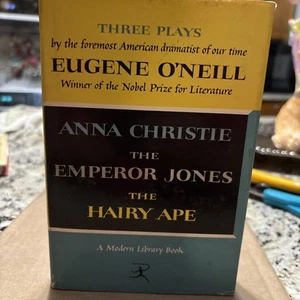 THREE PLAYS
by the foremost American dramatist of our time
EUGENE O'NEILL
Winner of the Nobel Prize for Literature
ANNA CHRISTIE
THE
EMPEROR JONES
THE
HAIRY APE
A Modern Library Book